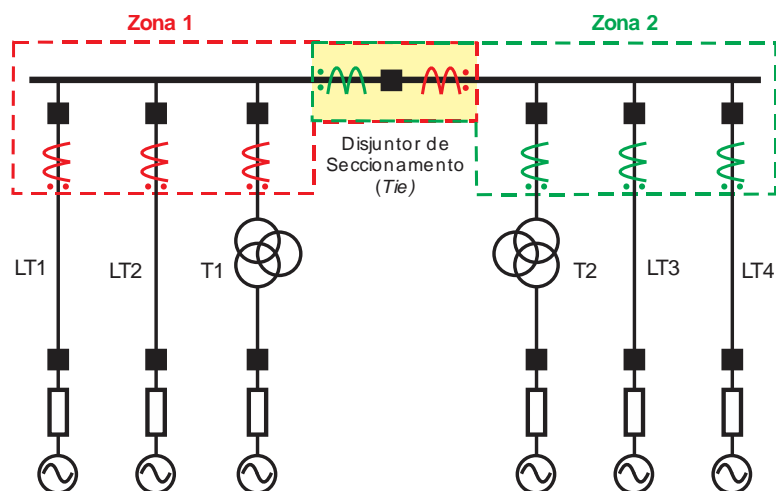 Zona 1
Zona 2
Disjuntor de
Seccionamento
(Tie)
LT1
LT2
T1
T2
LT3
LT4